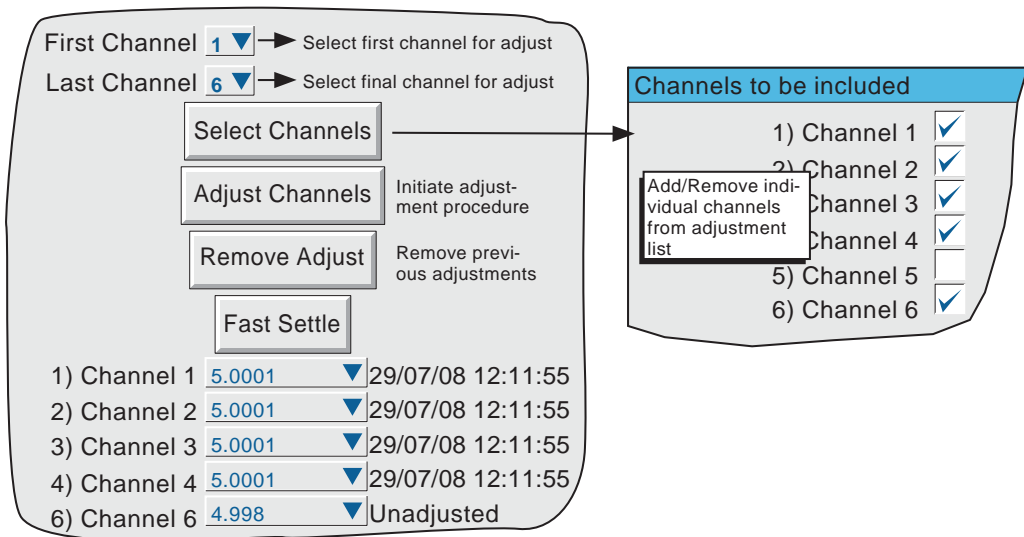 First Channel 1 Select first channel for adjust
Last Channel 6 Select final channel for adjust
Select Channels
Adjust Channels
Initiate adjust-
ment procedure
Remove Adjust
Remove previ-
ous adjustments
Fast Settle
1) Channel 1 5.0001 29/07/08 12:11:55
2) Channel 2 5.0001 29/07/08 12:11:55
3) Channel 3 5.0001 29/07/08 12:11:55
4) Channel 4 5.0001 29/07/08 12:11:55
6) Channel 6 4.998 Unadjusted
Channels to be included
1) Channel 1
2) Channel 2
Channel 3
Channel 4
5) Channel 5
6) Channel 6
Add/Remove indi-
vidual channels
from adjustment
list